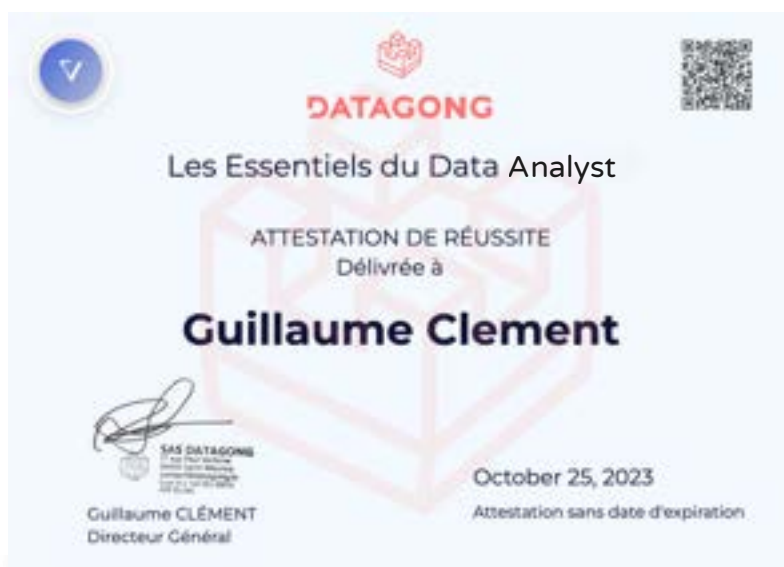 DATAGONG
Les Essentiels du Data Analyst
ATTESTATION DE RÉUSSITE
Délivrée à
Guillaume Clement
SAS DATAGONG
October 25, 2023
Attestation sans date d'expiration
Guillaume CLÉMENT
Directeur Général